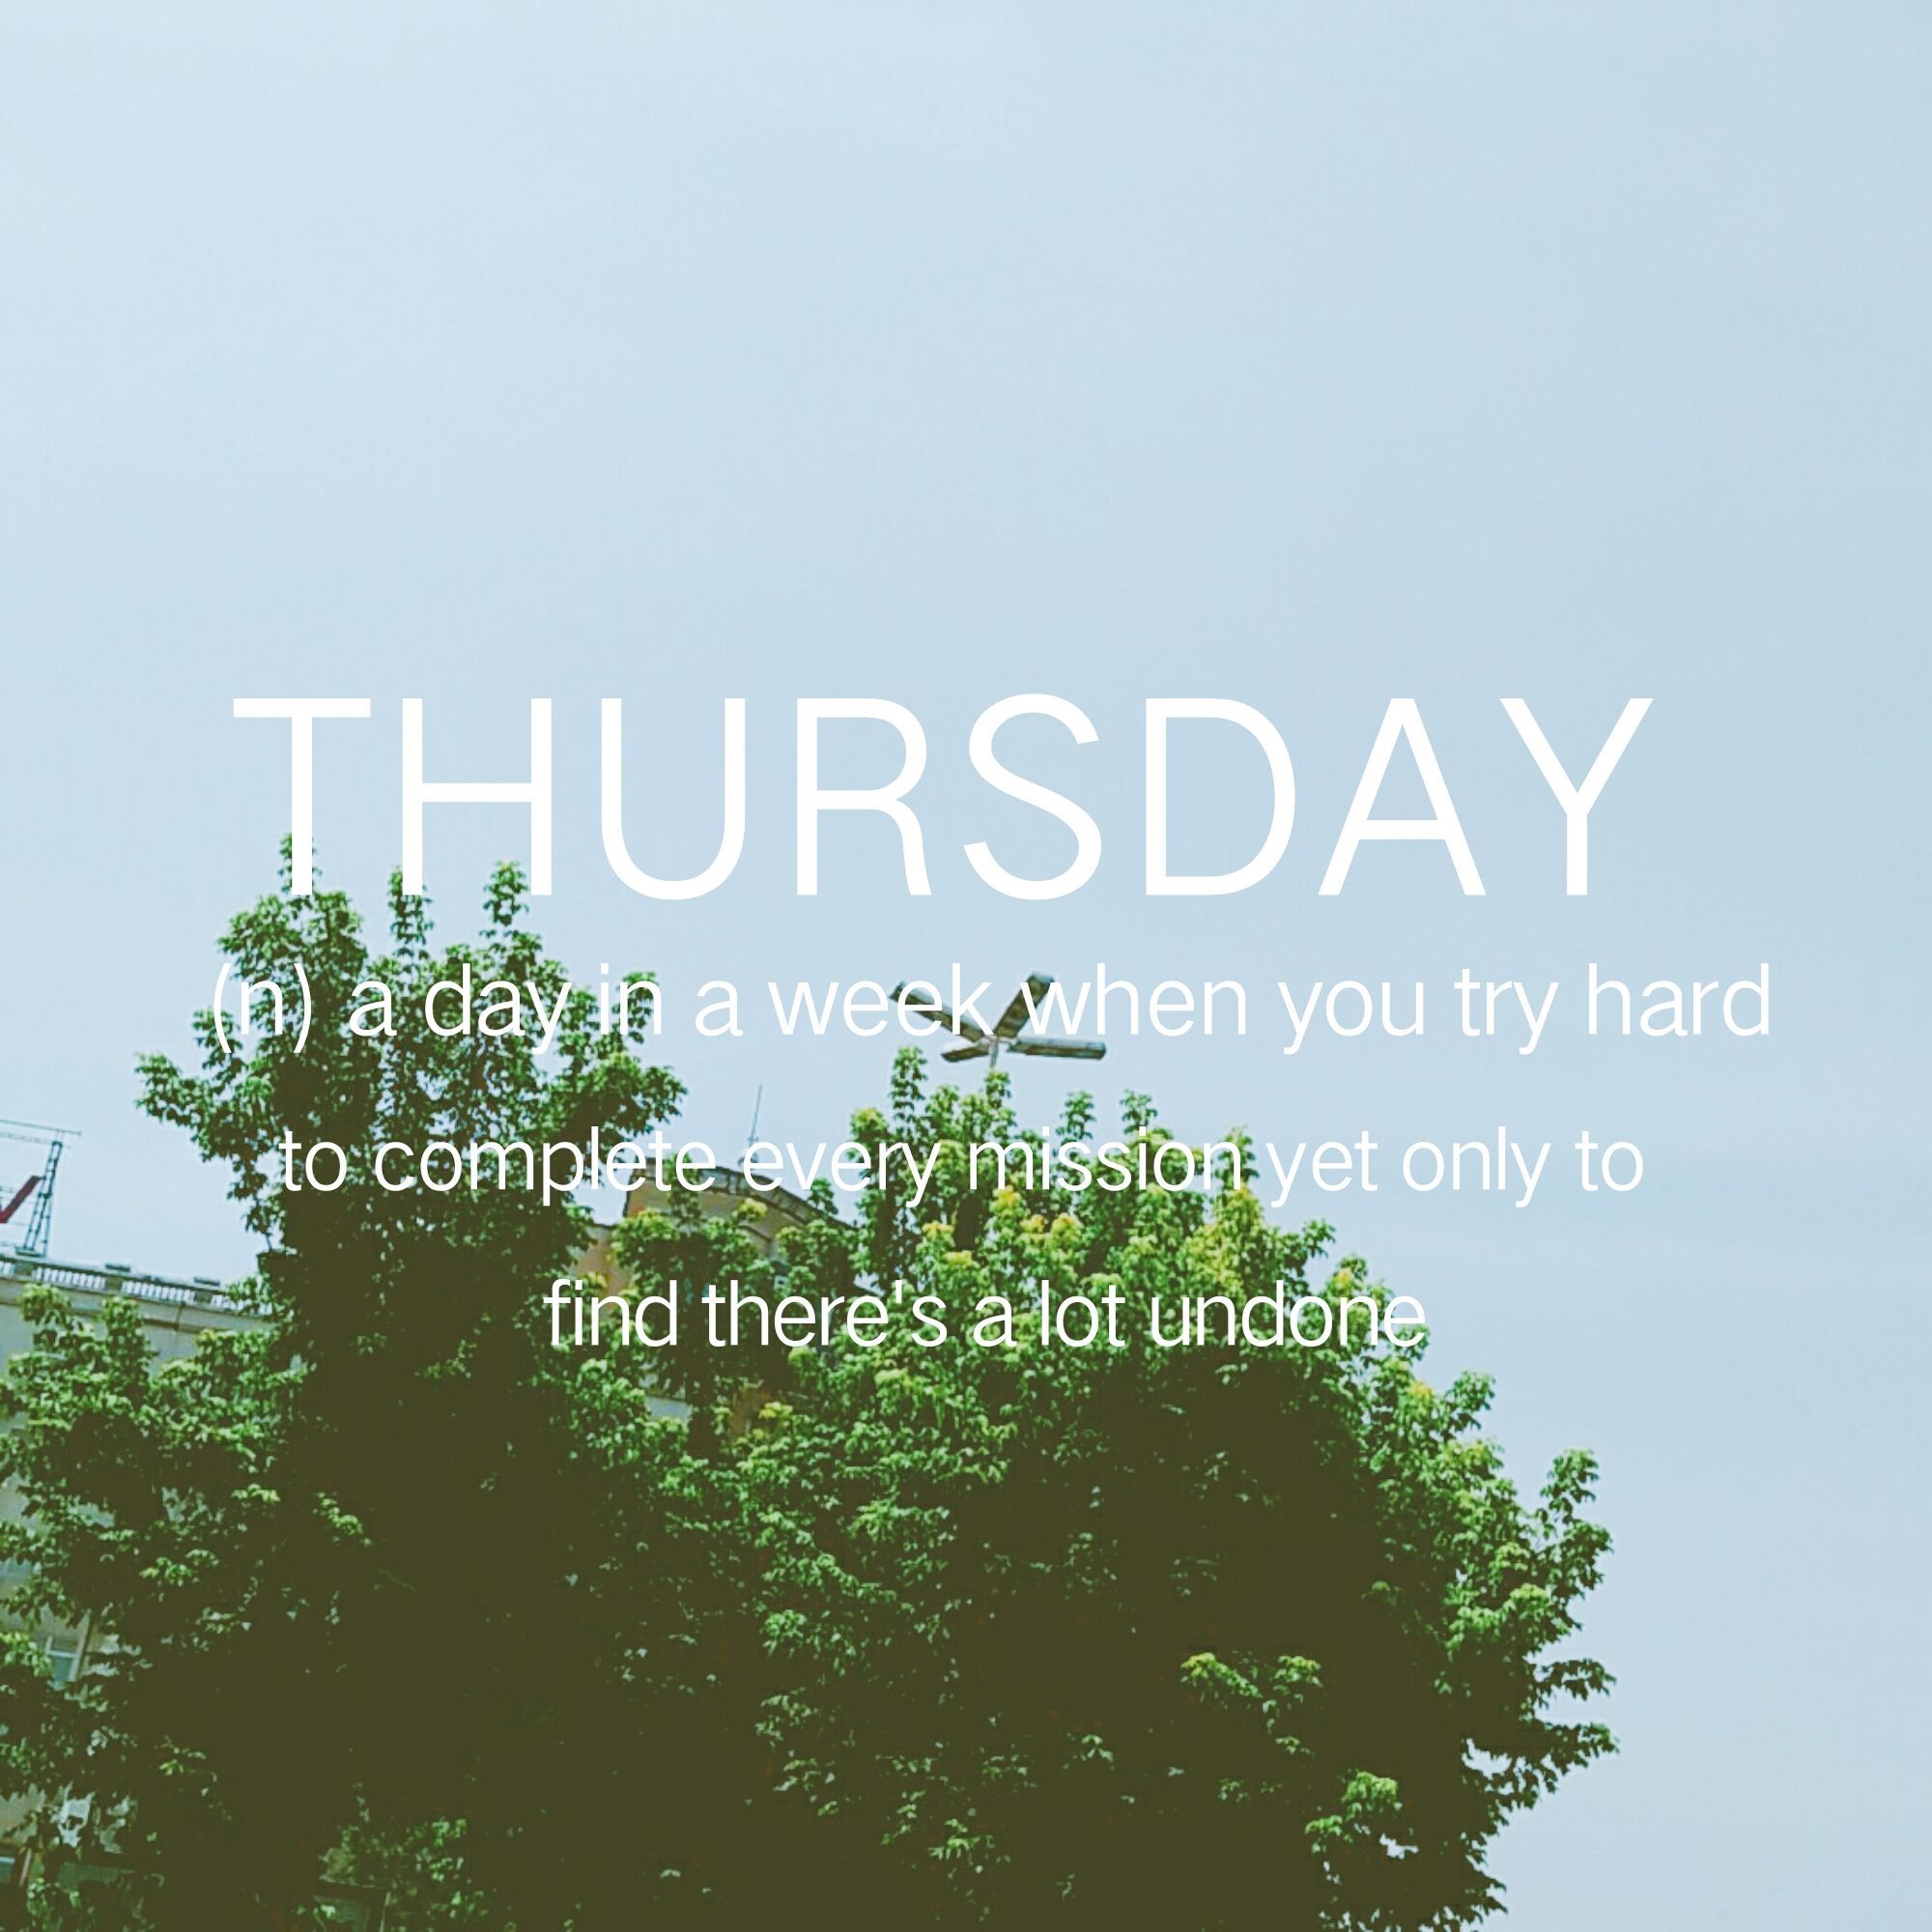 THURSDAY
(n) a day in a week when you try hard
to complete every mission yet only to
find there's a lot undone